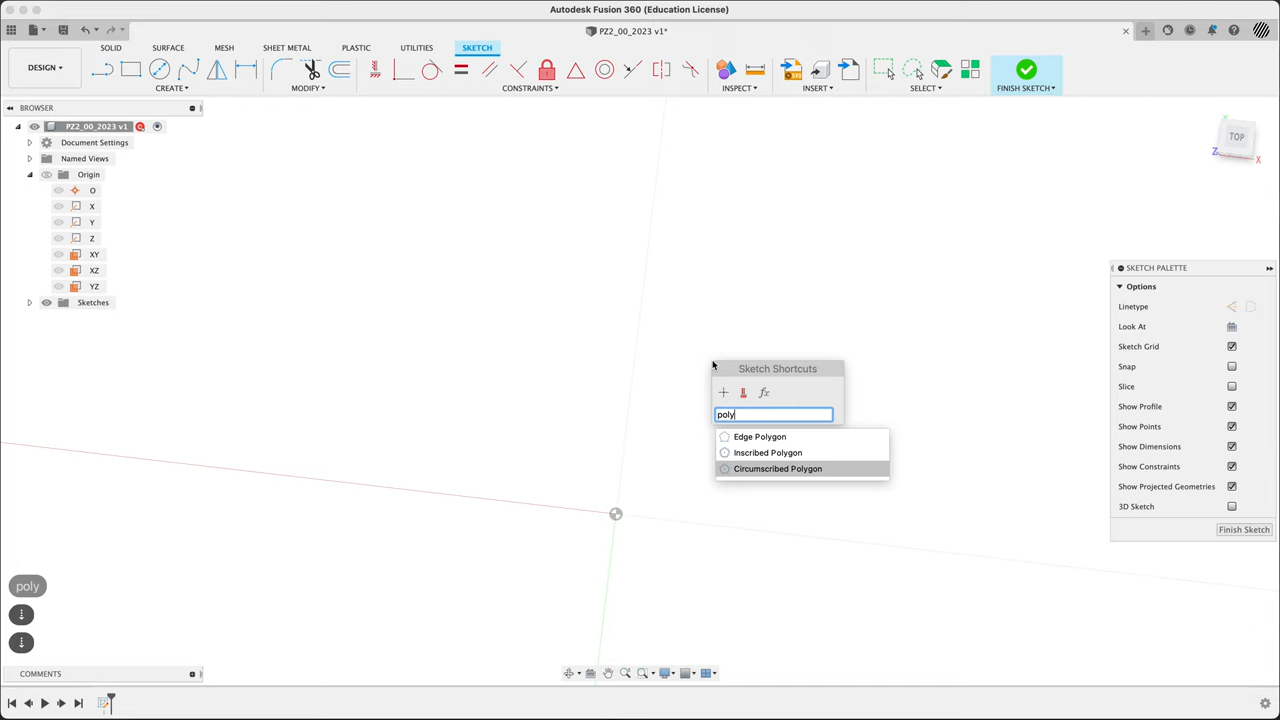 Autodesk Fusion 360 (Education License)
PZ2_00_2023 v1*
SOLID SURFACE MESH SHEET METAL PLASTIC UTILITIES SKETCH
DESIGN
CREATE MODIFY CONSTRAINTS INSPECT INSERT SELECT FINISH SKETCH
BROWSER
PZ2_00_2023 v1
Document Settings
Named Views
Origin
O
X
Y
Z
XY
XZ
YZ
Sketches
TOP
Z
X
Sketch Shortcuts
fx
poly
Edge Polygon
Inscribed Polygon
Circumscribed Polygon
SKETCH PALETTE
Options
Linetype
Look At
Sketch Grid
Snap
Slice
Show Profile
Show Points
Show Dimensions
Show Constraints
Show Projected Geometries
3D Sketch
Finish Sketch
poly
COMMENTS